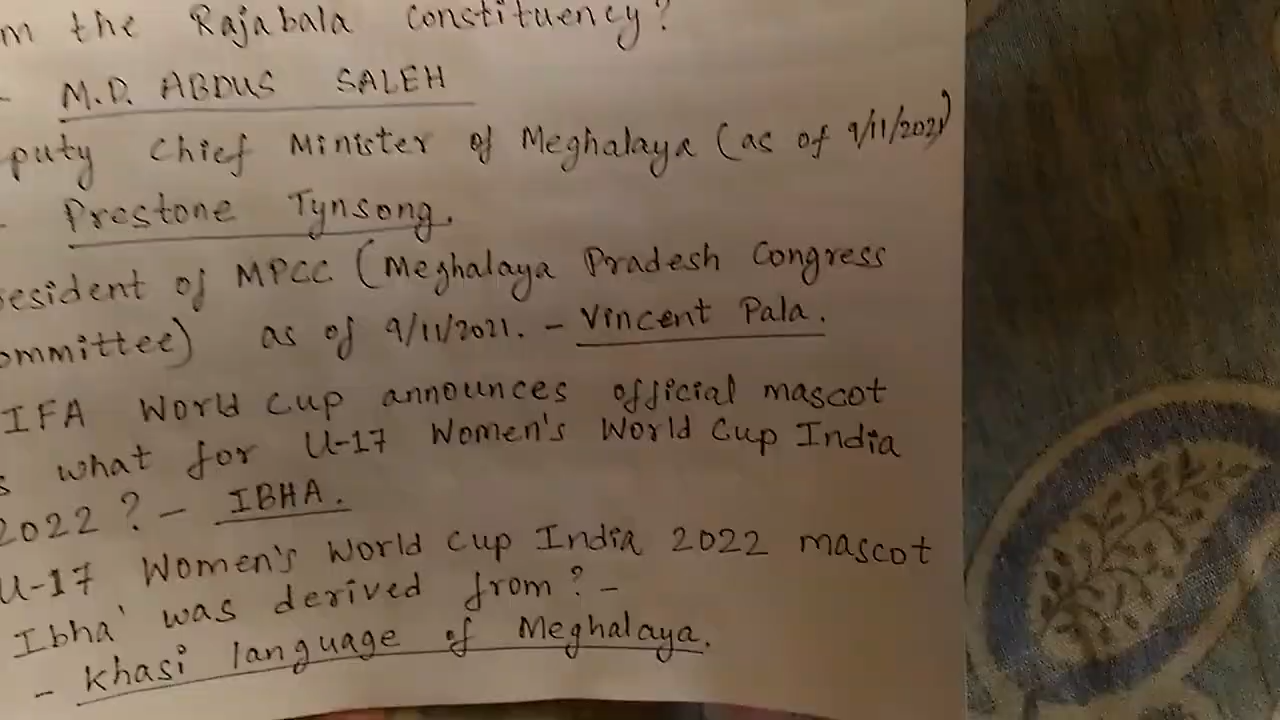 m the Rajabala constituency?
- M.D. ABDUS SALEH
puty Chief Minister of Meghalaya (as of 9/11/2021)
- Prestone Tynsong.
esident of MPCC (Meghalaya Pradesh Congress
ommittee) as of 9/11/2021. - Vincent Pala.
IFA World Cup announces official mascot
s what for U-17 Women's World Cup India
2022? - IBHA.
U-17 Women's World Cup India 2022 mascot
Ibha' was derived from? -
- Khasi language of Meghalaya.